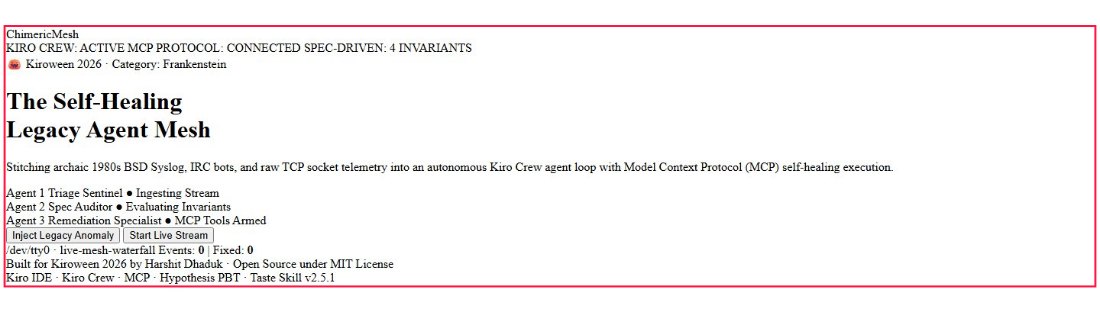 ChimericMesh
KIRO CREW: ACTIVE MCP PROTOCOL: CONNECTED SPEC-DRIVEN: 4 INVARIANTS
🎃 Kiroween 2026 · Category: Frankenstein
The Self-Healing
Legacy Agent Mesh
Stitching archaic 1980s BSD Syslog, IRC bots, and raw TCP socket telemetry into an autonomous Kiro Crew agent loop with Model Context Protocol (MCP) self-healing execution.
Agent 1 Triage Sentinel ● Ingesting Stream
Agent 2 Spec Auditor ● Evaluating Invariants
Agent 3 Remediation Specialist ● MCP Tools Armed
Inject Legacy Anomaly Start Live Stream
/dev/tty0 · live-mesh-waterfall Events: 0 | Fixed: 0
Built for Kiroween 2026 by Harshit Dhaduk · Open Source under MIT License
Kiro IDE · Kiro Crew · MCP · Hypothesis PBT · Taste Skill v2.5.1